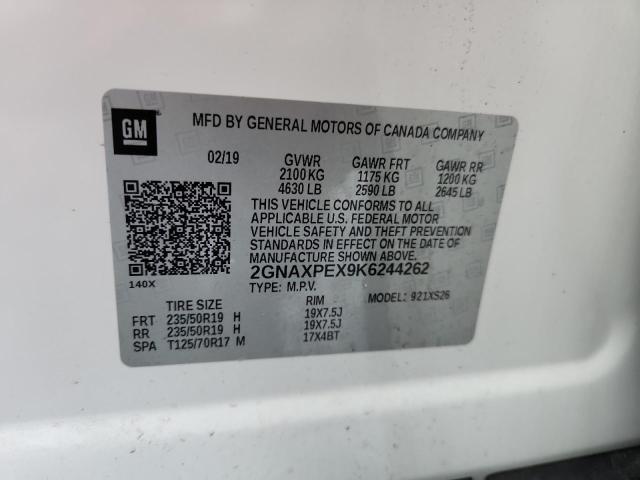 GM
MFD BY GENERAL MOTORS OF CANADA COMPANY
02/19 GVWR GAWR FRT GAWR RR
2100 KG 1175 KG 1200 KG
4630 LB 2590 LB 2645 LB
THIS VEHICLE CONFORMS TO ALL
APPLICABLE U.S. FEDERAL MOTOR
VEHICLE SAFETY AND THEFT PREVENTION
STANDARDS IN EFFECT ON THE DATE
OF MANUFACTURE SHOWN ABOVE.
2GNAXPEX9K6244262
140X
TYPE: M.P.V. MODEL: 921XS26
TIRE SIZE RIM
FRT 235/50R19 H 19X7.5J
RR 235/50R19 H 19X7.5J
SPA T125/70R17 M 17X4BT